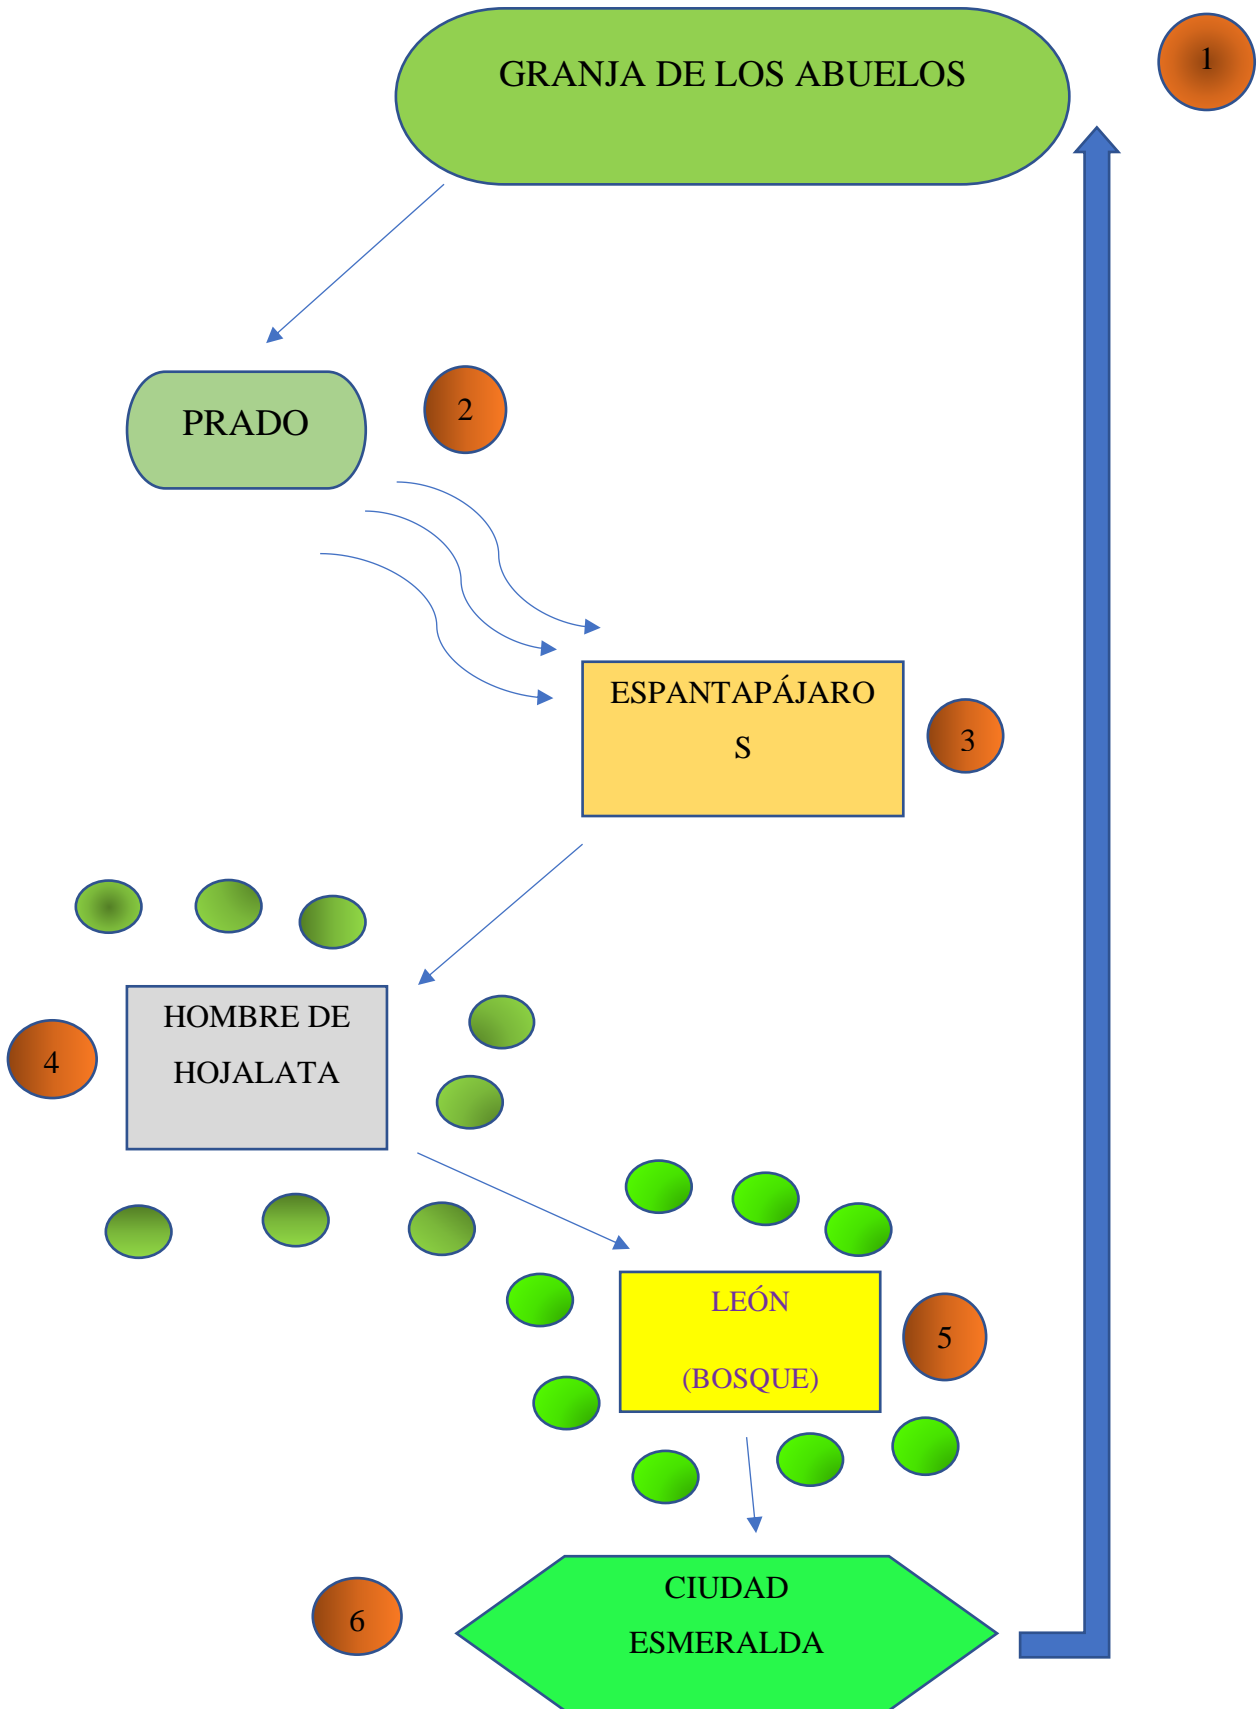 GRANJA DE LOS ABUELOS
1
PRADO
2
ESPANTAPÁJARO
S
3
HOMBRE DE
HOJALATA
4
LEÓN
(BOSQUE)
5
CIUDAD
ESMERALDA
6